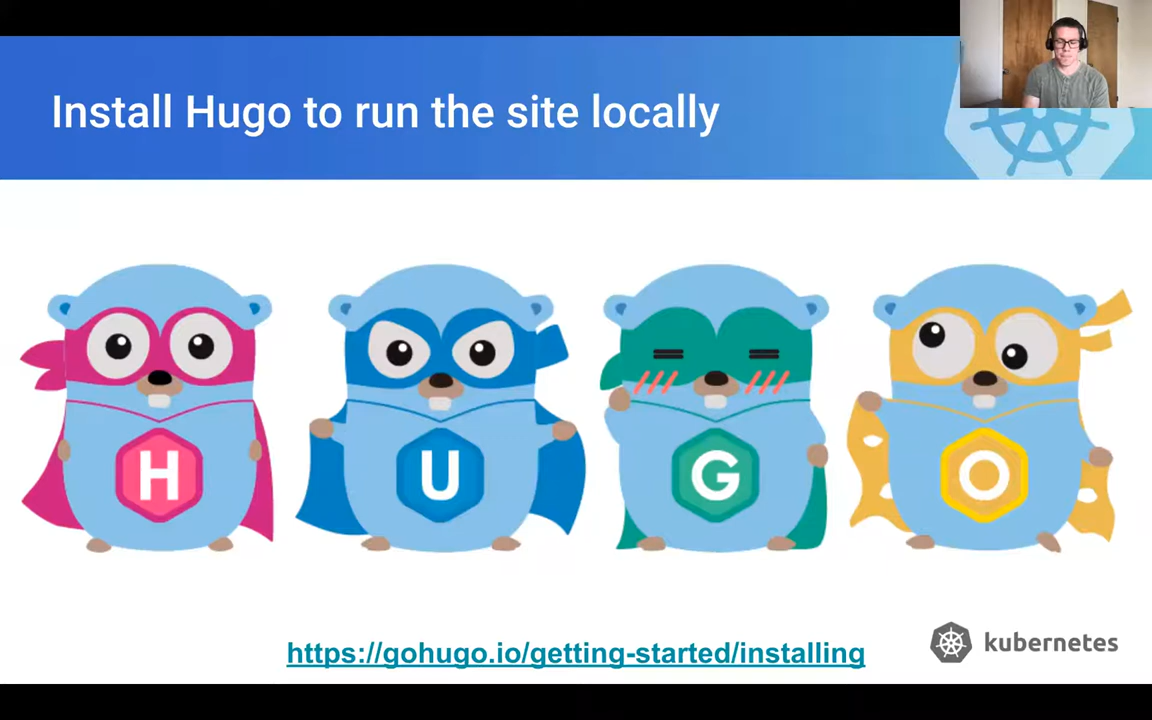 Install Hugo to run the site locally
H U G O
https://gohugo.io/getting-started/installing
kubernetes